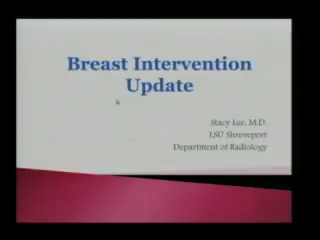 Breast Intervention
Update
Stacy Lee, M.D.
LSU Shreveport
Department of Radiology